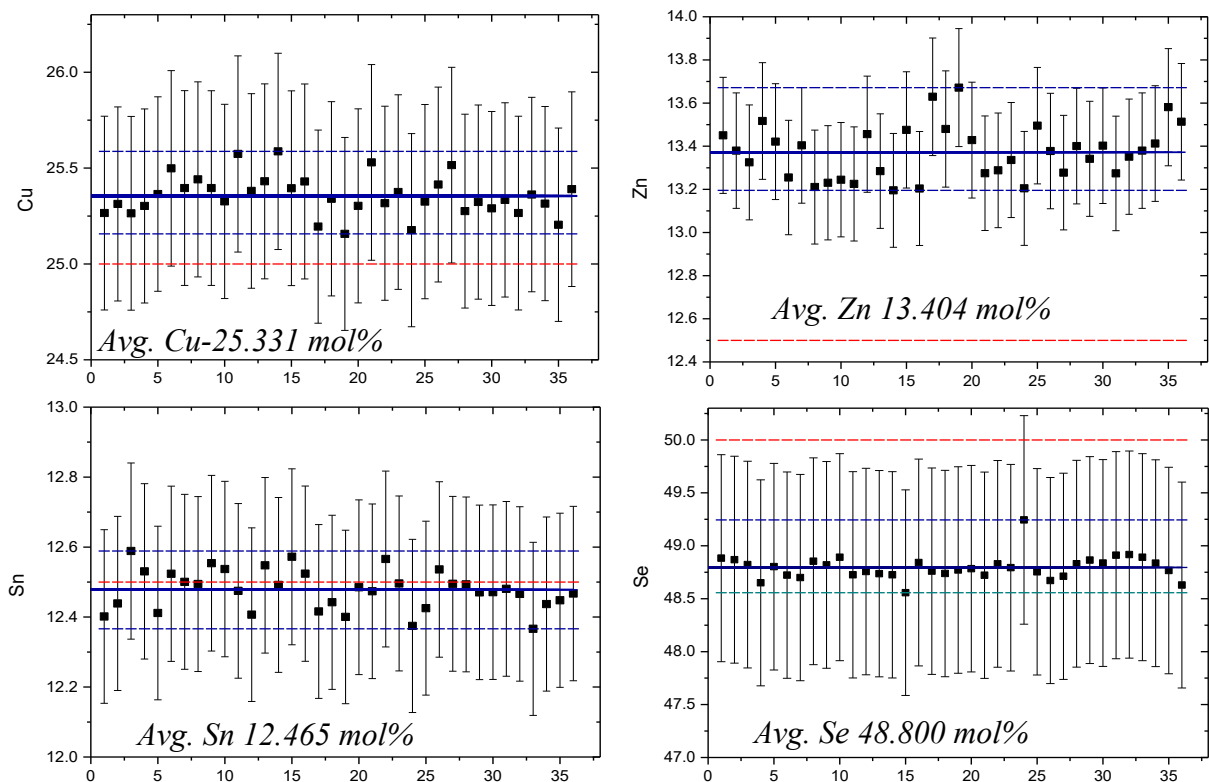 Cu
26.0
25.5
25.0
24.5
0 5 10 15 20 25 30 35
Avg. Cu-25.331 mol%
Zn
14.0
13.8
13.6
13.4
13.2
13.0
12.8
12.6
12.4
0 5 10 15 20 25 30 35
Avg. Zn 13.404 mol%
Sn
13.0
12.8
12.6
12.4
12.2
12.0
0 5 10 15 20 25 30 35
Avg. Sn 12.465 mol%
Se
50.0
49.5
49.0
48.5
48.0
47.5
47.0
0 5 10 15 20 25 30 35
Avg. Se 48.800 mol%